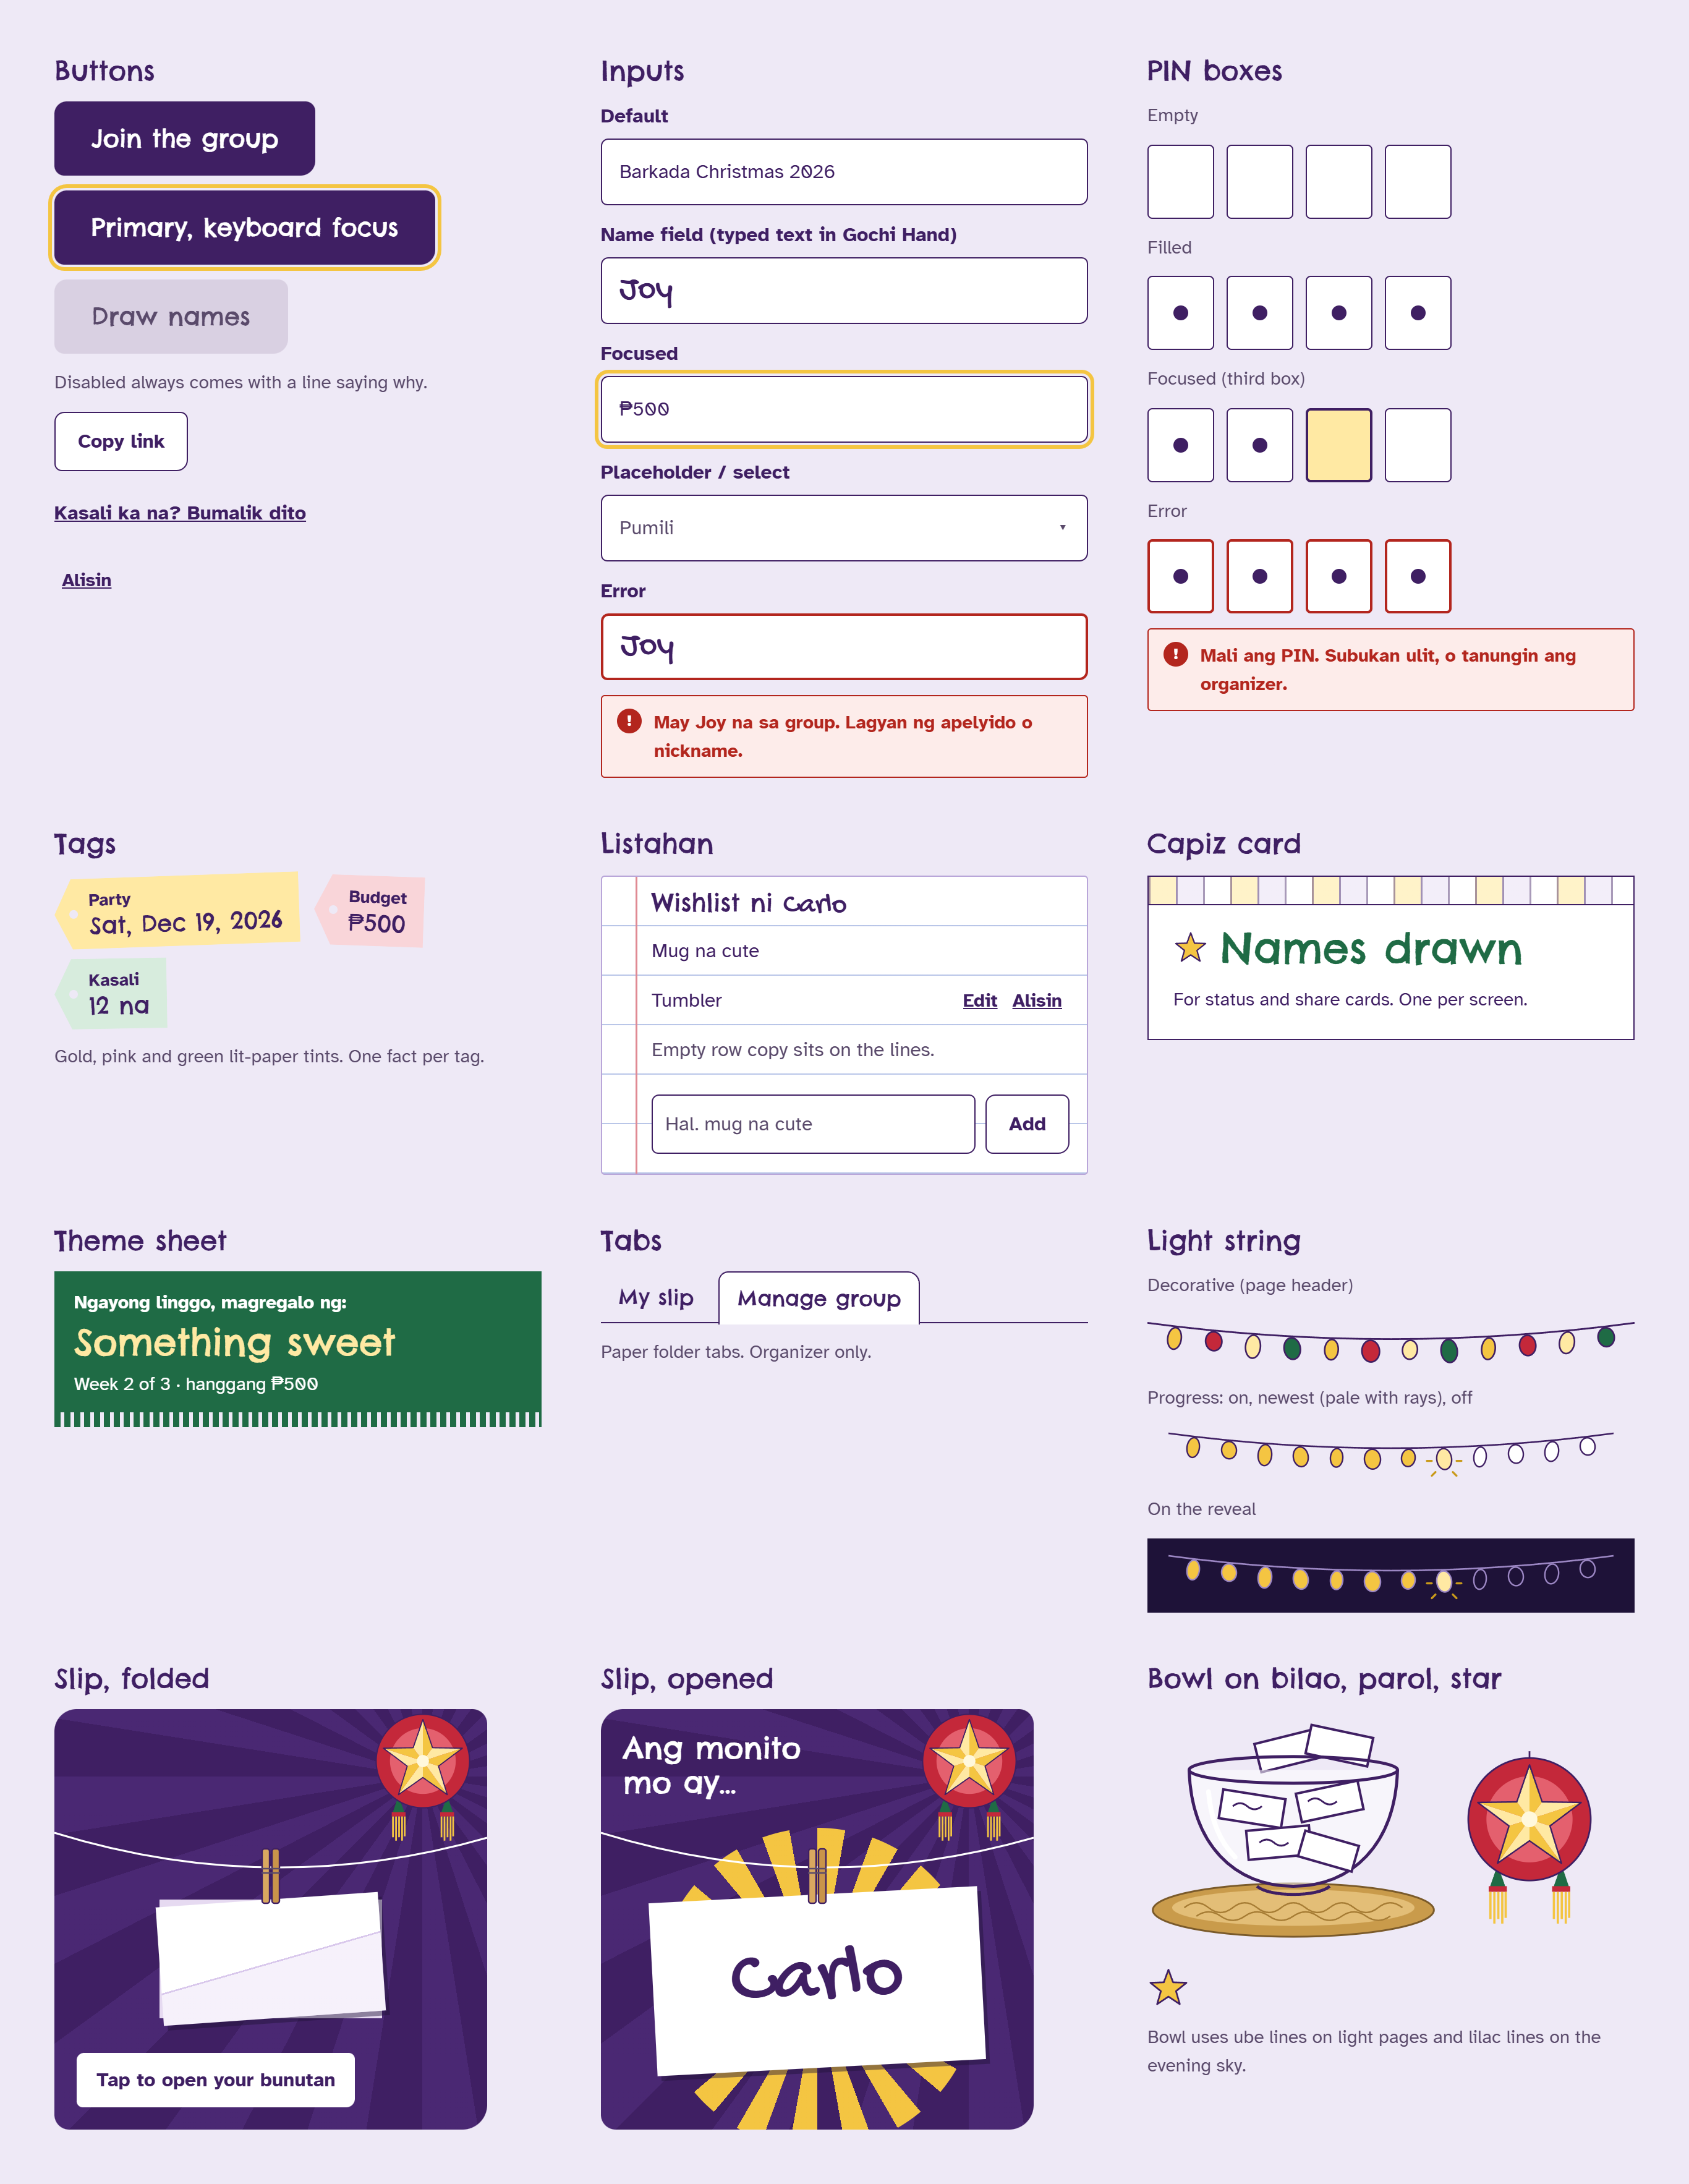 Buttons
Join the group
Primary, keyboard focus
Draw names
Disabled always comes with a line saying why.
Copy link
Kasali ka na? Bumalik dito
Alisin
Inputs
Default
Barkada Christmas 2026
Name field (typed text in Gochi Hand)
Joy
Focused
₱500
Placeholder / select
Pumili
Error
Joy
! May Joy na sa group. Lagyan ng apelyido o
nickname.
PIN boxes
Empty
Filled
Focused (third box)
Error
! Mali ang PIN. Subukan ulit, o tanungin ang
organizer.
Tags
Party
Sat, Dec 19, 2026
Budget
₱500
Kasali
12 na
Gold, pink and green lit-paper tints. One fact per tag.
Listahan
Wishlist ni Carlo
Mug na cute
Tumbler Edit Alisin
Empty row copy sits on the lines.
Hal. mug na cute Add
Capiz card
Names drawn
For status and share cards. One per screen.
Theme sheet
Ngayong linggo, magregalo ng:
Something sweet
Week 2 of 3 · hanggang ₱500
Tabs
My slip Manage group
Paper folder tabs. Organizer only.
Light string
Decorative (page header)
Progress: on, newest (pale with rays), off
On the reveal
Slip, folded
Tap to open your bunutan
Slip, opened
Ang monito
mo ay...
Carlo
Bowl on bilao, parol, star
Bowl uses ube lines on light pages and lilac lines on the
evening sky.